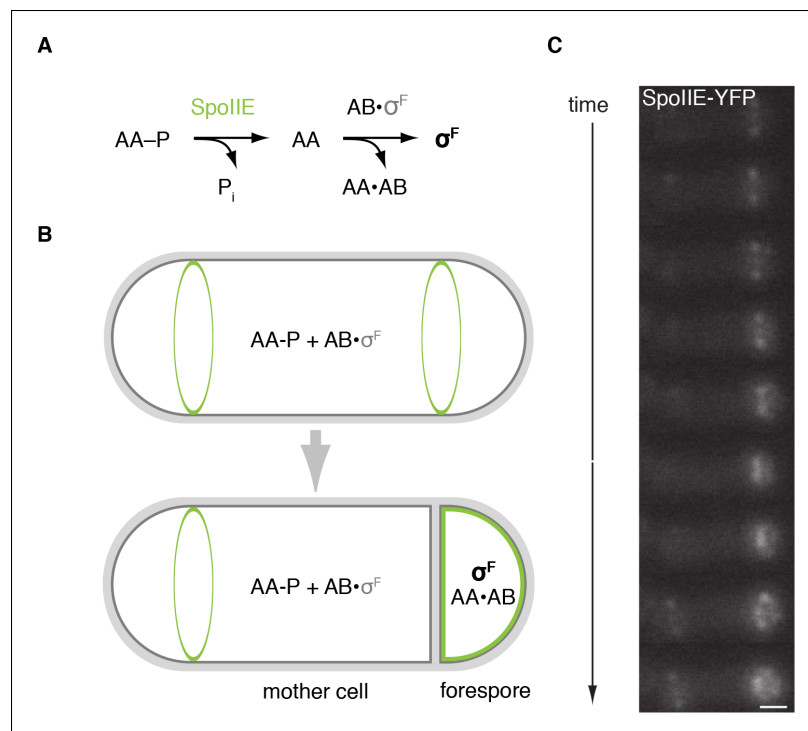 A
SpoIIE
AB•σF
AA–P
AA
σF
Pi
AA•AB
B
AA-P + AB•σF
AA-P + AB•σF
σF
AA•AB
mother cell
forespore
C
time
SpoIIE-YFP